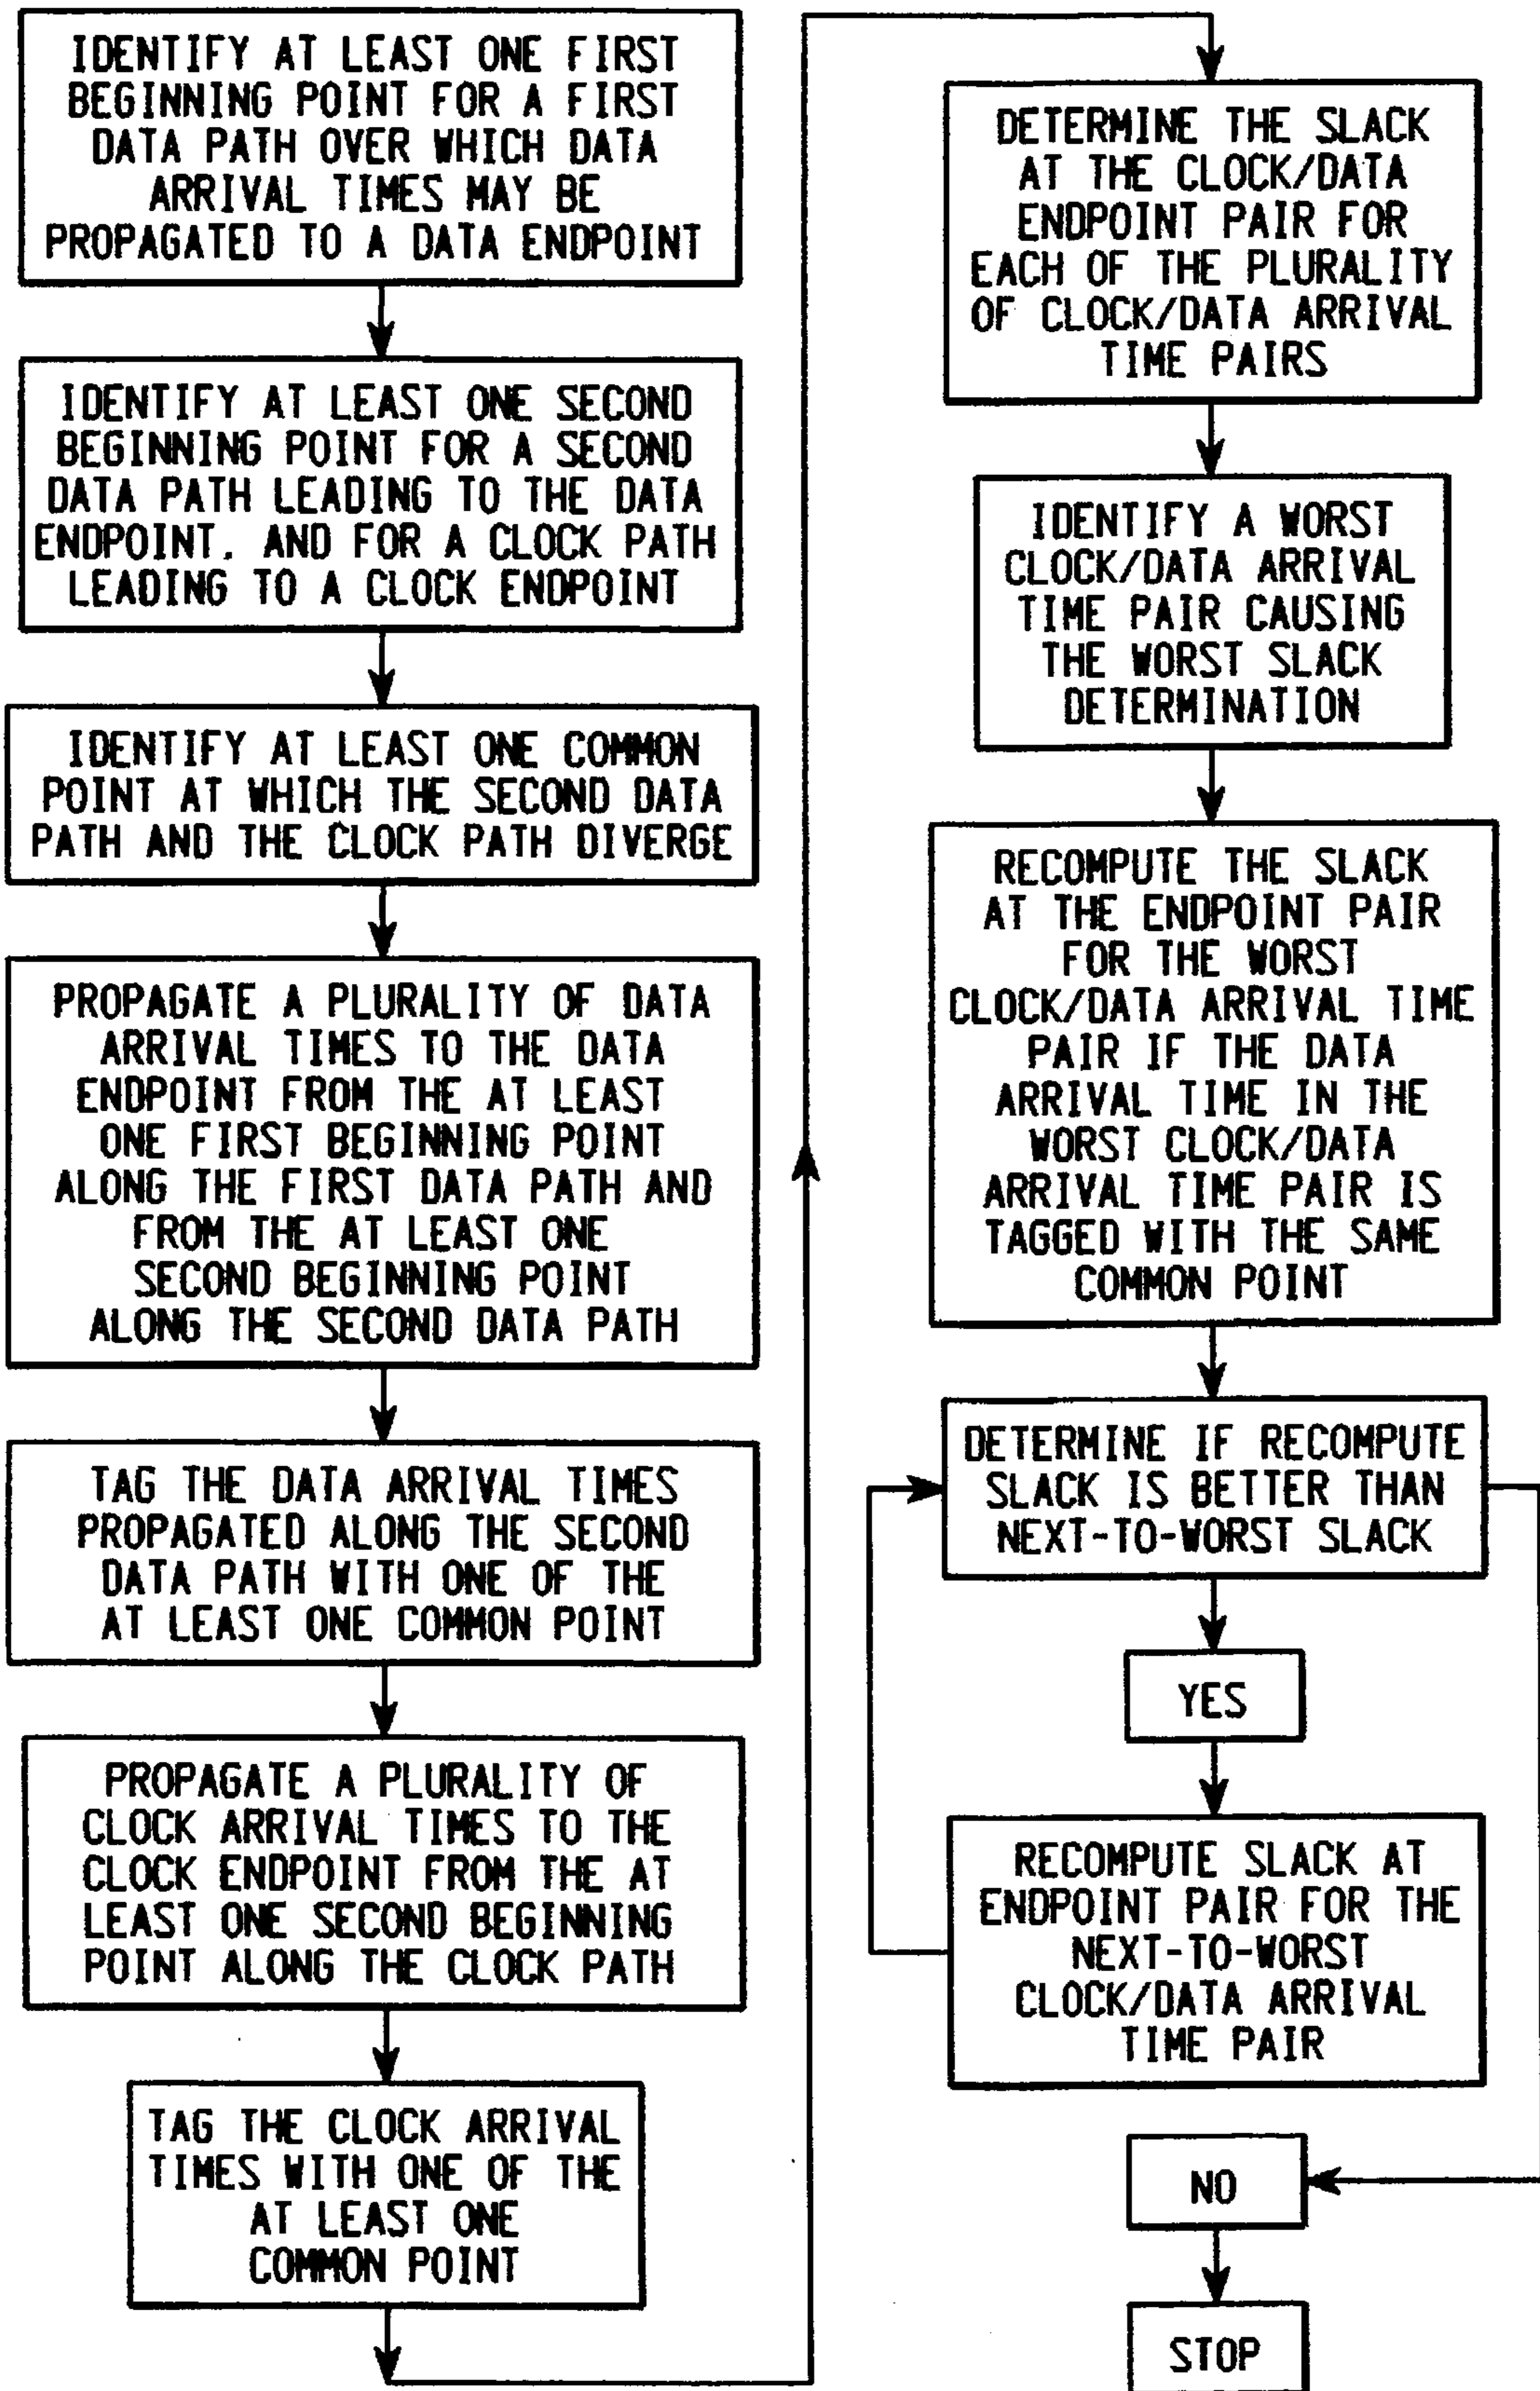 IDENTIFY AT LEAST ONE FIRST
BEGINNING POINT FOR A FIRST
DATA PATH OVER WHICH DATA
ARRIVAL TIMES MAY BE
PROPAGATED TO A DATA ENDPOINT
IDENTIFY AT LEAST ONE SECOND
BEGINNING POINT FOR A SECOND
DATA PATH LEADING TO THE DATA
ENDPOINT. AND FOR A CLOCK PATH
LEADING TO A CLOCK ENDPOINT
IDENTIFY AT LEAST ONE COMMON
POINT AT WHICH THE SECOND DATA
PATH AND THE CLOCK PATH DIVERGE
PROPAGATE A PLURALITY OF DATA
ARRIVAL TIMES TO THE DATA
ENDPOINT FROM THE AT LEAST
ONE FIRST BEGINNING POINT
ALONG THE FIRST DATA PATH AND
FROM THE AT LEAST ONE
SECOND BEGINNING POINT
ALONG THE SECOND DATA PATH
TAG THE DATA ARRIVAL TIMES
PROPAGATED ALONG THE SECOND
DATA PATH WITH ONE OF THE
AT LEAST ONE COMMON POINT
PROPAGATE A PLURALITY OF
CLOCK ARRIVAL TIMES TO THE
CLOCK ENDPOINT FROM THE AT
LEAST ONE SECOND BEGINNING
POINT ALONG THE CLOCK PATH
TAG THE CLOCK ARRIVAL
TIMES WITH ONE OF THE
AT LEAST ONE
COMMON POINT
DETERMINE THE SLACK
AT THE CLOCK/DATA
ENDPOINT PAIR FOR
EACH OF THE PLURALITY
OF CLOCK/DATA ARRIVAL
TIME PAIRS
IDENTIFY A WORST
CLOCK/DATA ARRIVAL
TIME PAIR CAUSING
THE WORST SLACK
DETERMINATION
RECOMPUTE THE SLACK
AT THE ENDPOINT PAIR
FOR THE WORST
CLOCK/DATA ARRIVAL TIME
PAIR IF THE DATA
ARRIVAL TIME IN THE
WORST CLOCK/DATA
ARRIVAL TIME PAIR IS
TAGGED WITH THE SAME
COMMON POINT
DETERMINE IF RECOMPUTE
SLACK IS BETTER THAN
NEXT-TO-WORST SLACK
YES
RECOMPUTE SLACK AT
ENDPOINT PAIR FOR THE
NEXT-TO-WORST
CLOCK/DATA ARRIVAL
TIME PAIR
NO
STOP